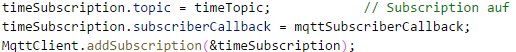 timeSubscription.topic = timeTopic;          // Subscription auf
timeSubscription.subscriberCallback = mqttSubscriberCallback;
MqttClient.addSubscription(&timeSubscription);